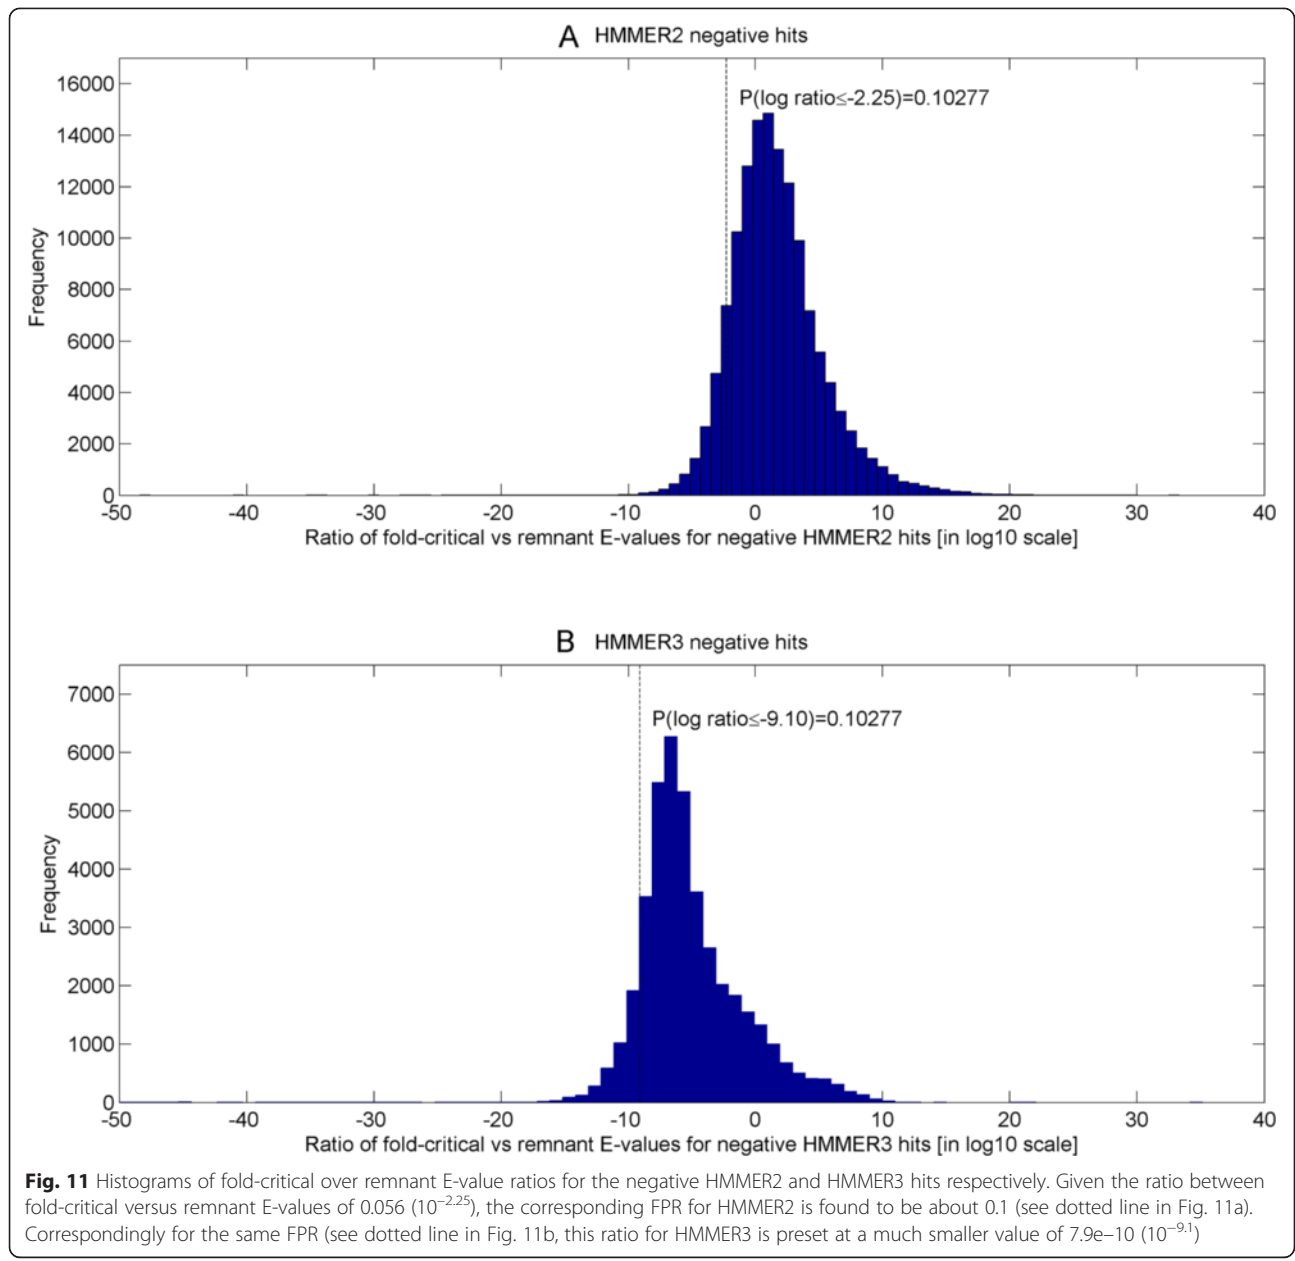 A HMMER2 negative hits
P(log ratio≤-2.25)=0.10277
Frequency
16000
14000
12000
10000
8000
6000
4000
2000
0
-50 -40 -30 -20 -10 0 10 20 30 40
Ratio of fold-critical vs remnant E-values for negative HMMER2 hits [in log10 scale]
B HMMER3 negative hits
P(log ratio≤-9.10)=0.10277
Frequency
7000
6000
5000
4000
3000
2000
1000
0
-50 -40 -30 -20 -10 0 10 20 30 40
Ratio of fold-critical vs remnant E-values for negative HMMER3 hits [in log10 scale]
Fig. 11 Histograms of fold-critical over remnant E-value ratios for the negative HMMER2 and HMMER3 hits respectively. Given the ratio between
fold-critical versus remnant E-values of 0.056 (10⁻²·²⁵), the corresponding FPR for HMMER2 is found to be about 0.1 (see dotted line in Fig. 11a).
Correspondingly for the same FPR (see dotted line in Fig. 11b, this ratio for HMMER3 is preset at a much smaller value of 7.9e–10 (10⁻⁹·¹)